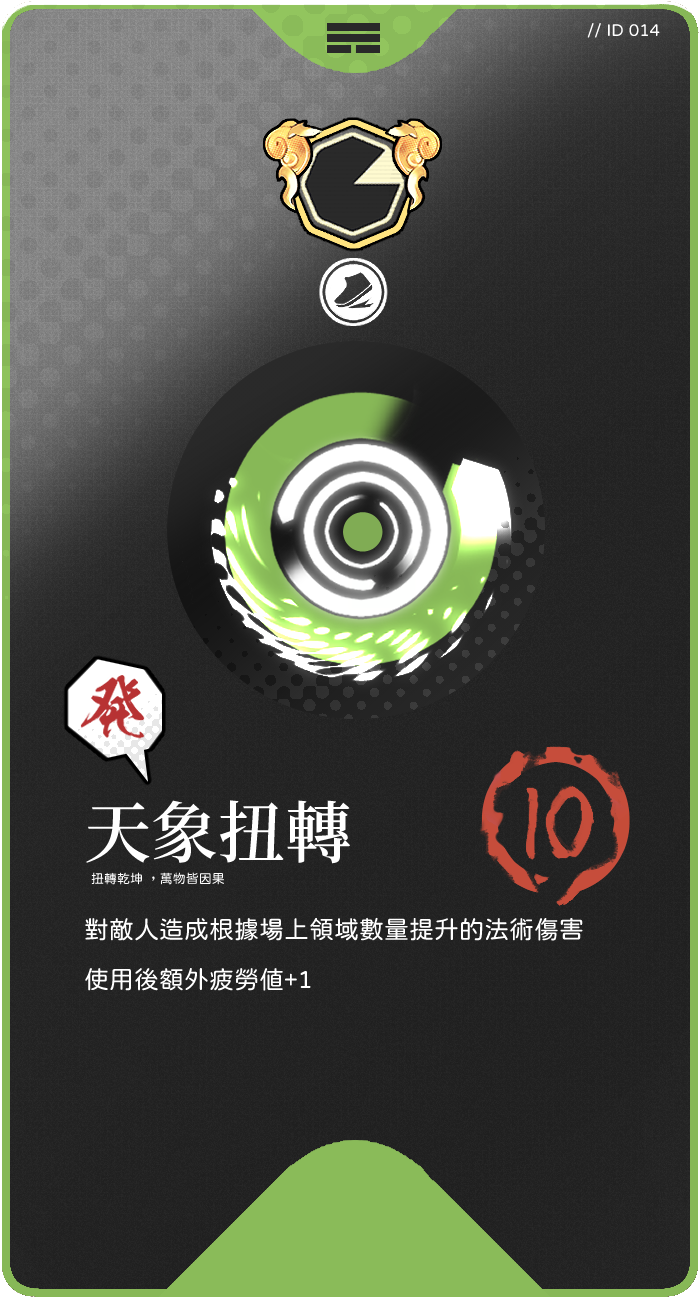 // ID 014
發
天象扭轉
10
扭轉乾坤，萬物皆因果
對敵人造成根據場上領域數量提升的法術傷害
使用後額外疲勞值+1